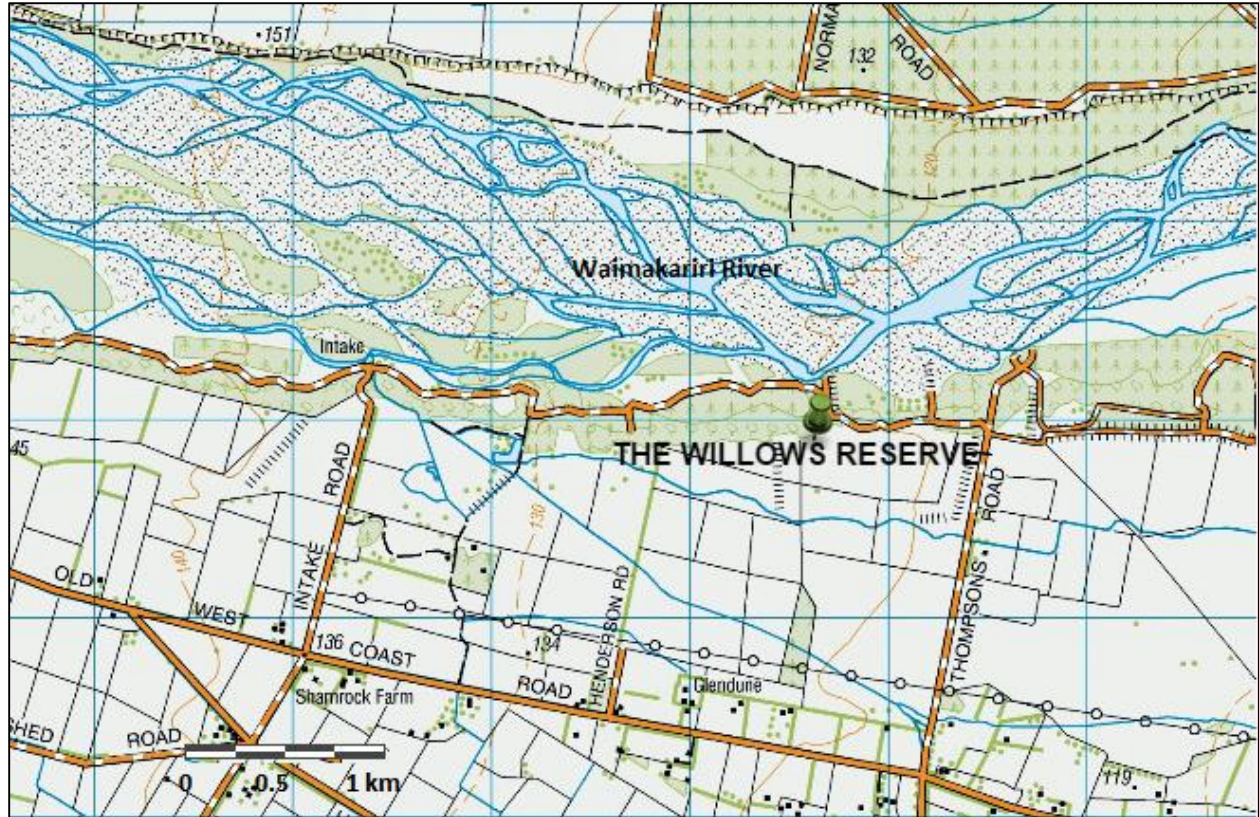 151
NORMA
132
ROAD
120
Waimakariri River
Intake
THE WILLOWS RESERVE
45
ROAD
INTAKE
140
130
HENDERSON RD
ROAD
THOMPSONS
OLD
WEST
136 COAST
134
ROAD
Glendune
Shamrock Farm
SHED
ROAD
0 0.5 1 km
119